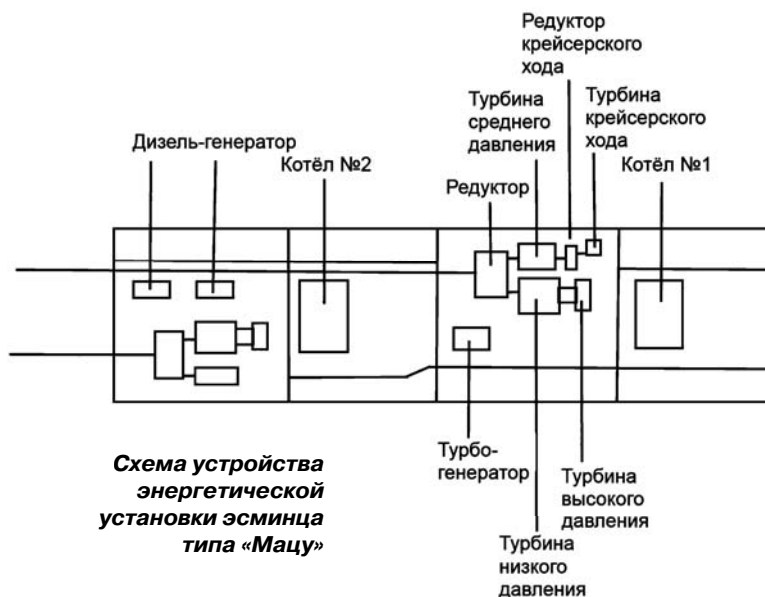 Редуктор
крейсерского
хода
Турбина
среднего
давления
Турбина
крейсерского
хода
Дизель-генератор
Котёл №2
Редуктор
Котёл №1
Турбо-
генератор
Турбина
высокого
давления
Турбина
низкого
давления
Схема устройства
энергетической
установки эсминца
типа «Мацу»